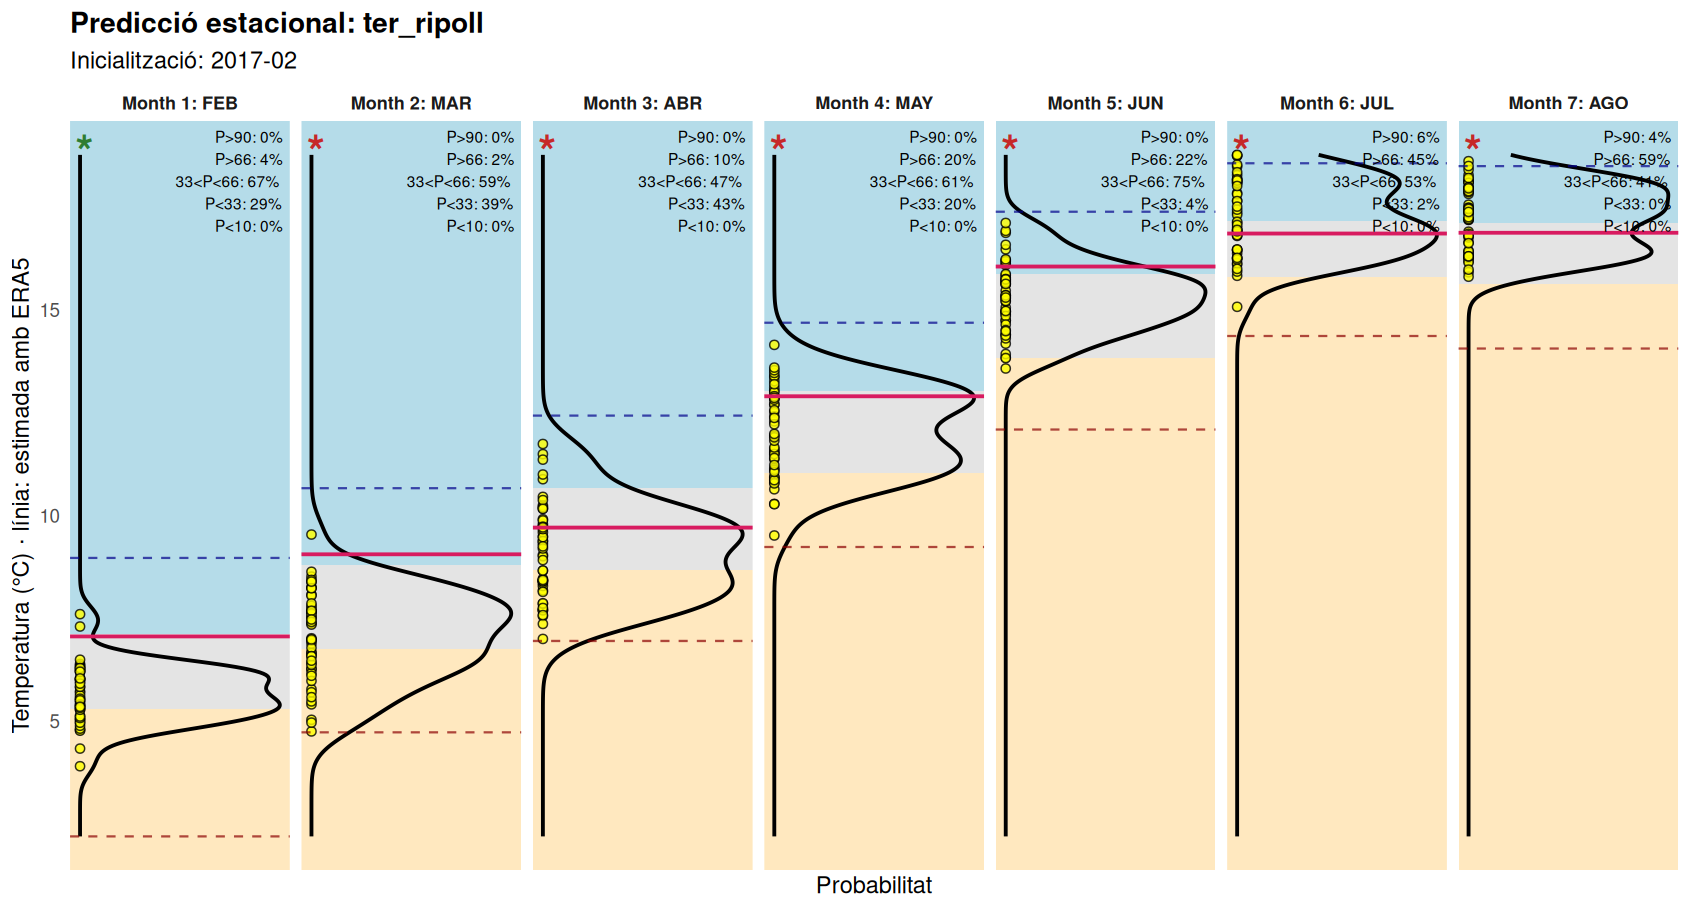 Predicció estacional: ter_ripoll
Inicialització: 2017-02
Month 1: FEB
Month 2: MAR
Month 3: ABR
Month 4: MAY
Month 5: JUN
Month 6: JUL
Month 7: AGO
*
P>90: 0%
P>66: 4%
33<P<66: 67%
P<33: 29%
P<10: 0%
*
P>90: 0%
P>66: 2%
33<P<66: 59%
P<33: 39%
P<10: 0%
*
P>90: 0%
P>66: 10%
33<P<66: 47%
P<33: 43%
P<10: 0%
*
P>90: 0%
P>66: 20%
33<P<66: 61%
P<33: 20%
P<10: 0%
*
P>90: 0%
P>66: 22%
33<P<66: 75%
P<33: 4%
P<10: 0%
*
P>90: 6%
P>66: 45%
33<P<66: 53%
P<33: 2%
P<10: 0%
*
P>90: 4%
P>66: 59%
33<P<66: 41%
P<33: 0%
P<10: 0%
15
10
5
Temperatura (°C) · línia: estimada amb ERA5
Probabilitat